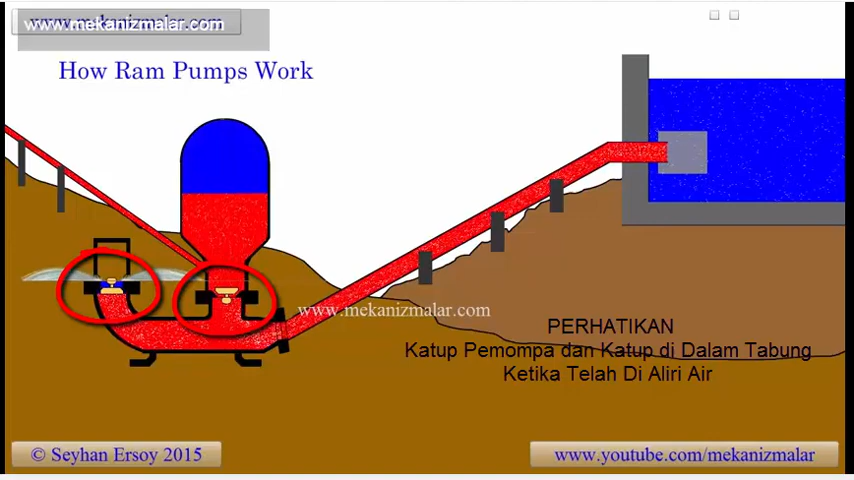 www.mekanizmalar.com
How Ram Pumps Work
www.mekanizmalar.com
PERHATIKAN
Katup Pemompa dan Katup di Dalam Tabung
Ketika Telah Di Aliri Air
© Seyhan Ersoy 2015
www.youtube.com/mekanizmalar